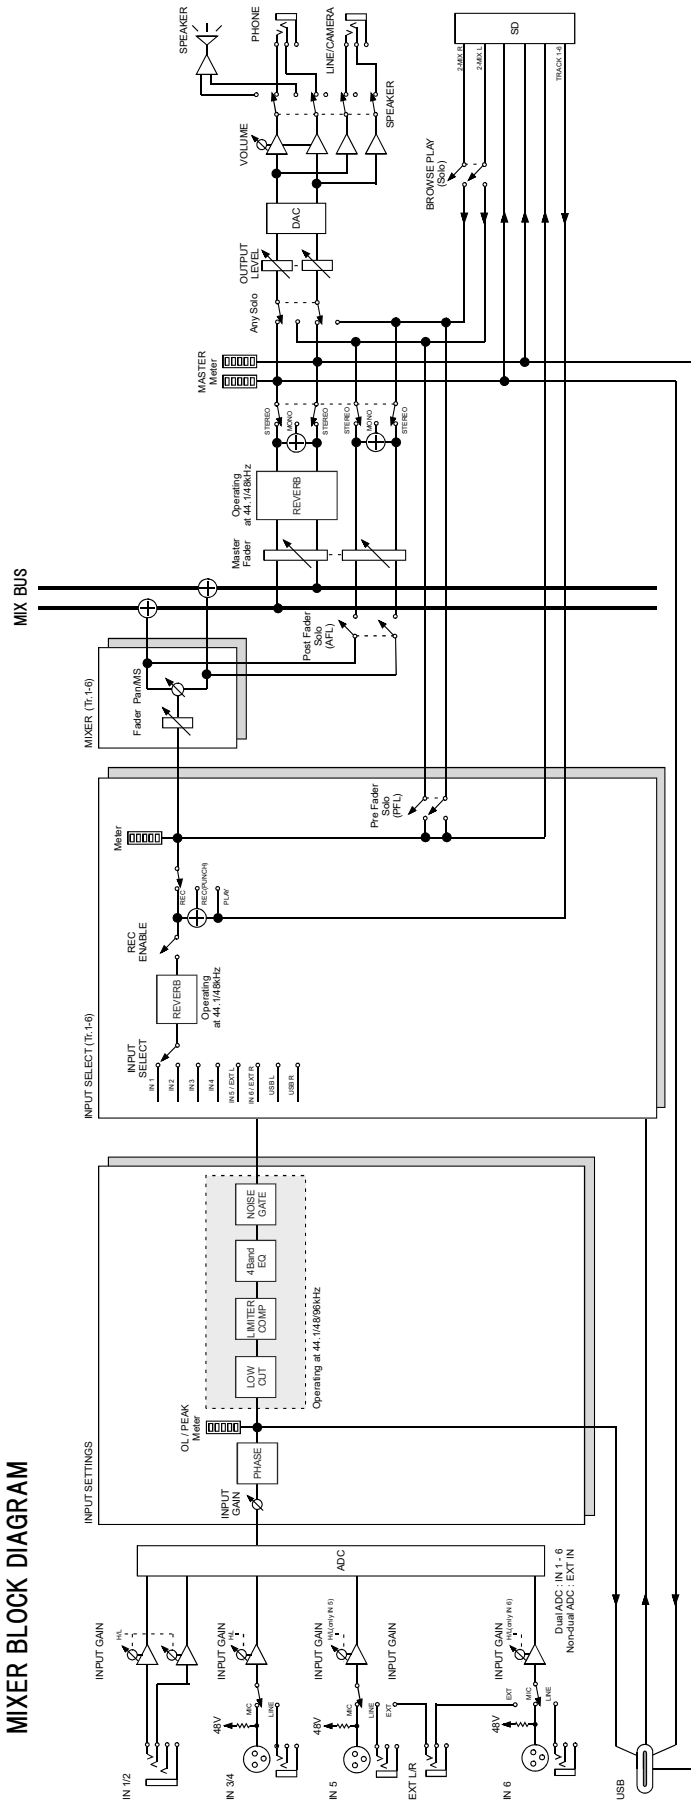 MIXER BLOCK DIAGRAM
IN 1/2
INPUT GAIN
H/L
IN 3/4
48V
MIC
LINE
INPUT GAIN
H/L
IN 5
48V
MIC
LINE
EXT
INPUT GAIN
H/L(only IN 5)
INPUT GAIN
EXT L/R
IN 6
48V
EXT
MIC
LINE
INPUT GAIN
H/L(only IN 6)
Dual ADC : IN 1 - 6
Non-dual ADC : EXT IN
USB
ADC
INPUT SETTINGS
INPUT
GAIN
PHASE
OL / PEAK
Meter
LOW
CUT
LIMITER
COMP
4Band
EQ
NOISE
GATE
Operating at 44.1/48/96kHz
INPUT SELECT (Tr.1-6)
IN 1
IN 2
IN 3
IN 4
IN 5 / EXT L
IN 6 / EXT R
USB L
USB R
INPUT
SELECT
REVERB
Operating
at 44.1/48kHz
REC
ENABLE
REC
REC(PUNCH)
PLAY
Meter
Pre Fader
Solo
(PFL)
MIXER (Tr.1-6)
Fader Pan/MS
MIX BUS
Post Fader
Solo
(AFL)
Master
Fader
REVERB
Operating
at 44.1/48kHz
STEREO
MONO
STEREO
STEREO
MONO
STEREO
MASTER
Meter
Any Solo
OUTPUT
LEVEL
DAC
VOLUME
SPEAKER
SPEAKER
PHONE
LINE/CAMERA
BROWSE PLAY
(Solo)
2-MIX R
2-MIX L
TRACK 1-6
SD